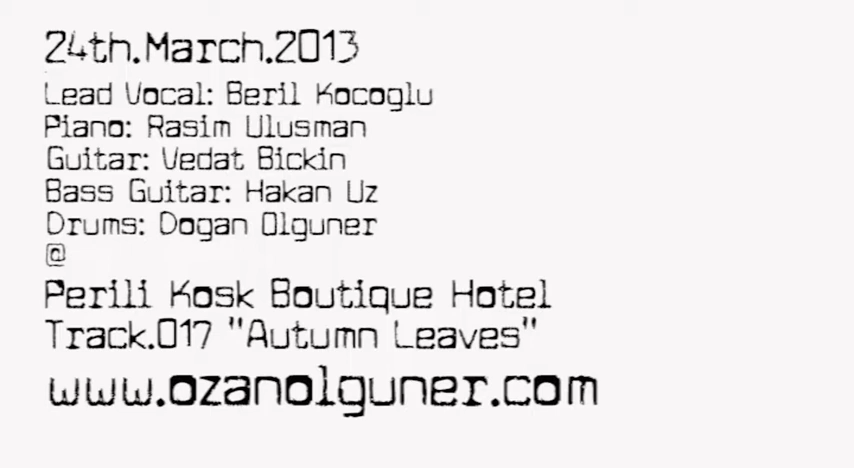 24th.March.2013
Lead Vocal: Beril Kocoglu
Piano: Rasim Ulusman
Guitar: Vedat Bickin
Bass Guitar: Hakan Uz
Drums: Dogan Olguner
@
Perili Kosk Boutique Hotel
Track.017 "Autumn Leaves"
www.ozanolguner.com